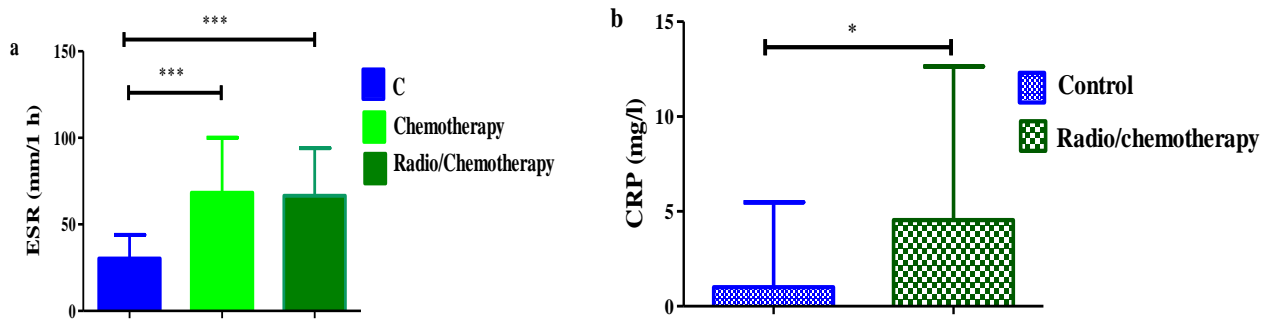 a
***
***
150
100
50
0
ESR (mm/1 h)
C
Chemotherapy
Radio/Chemotherapy
b
*
15
10
5
0
CRP (mg/l)
Control
Radio/chemotherapy